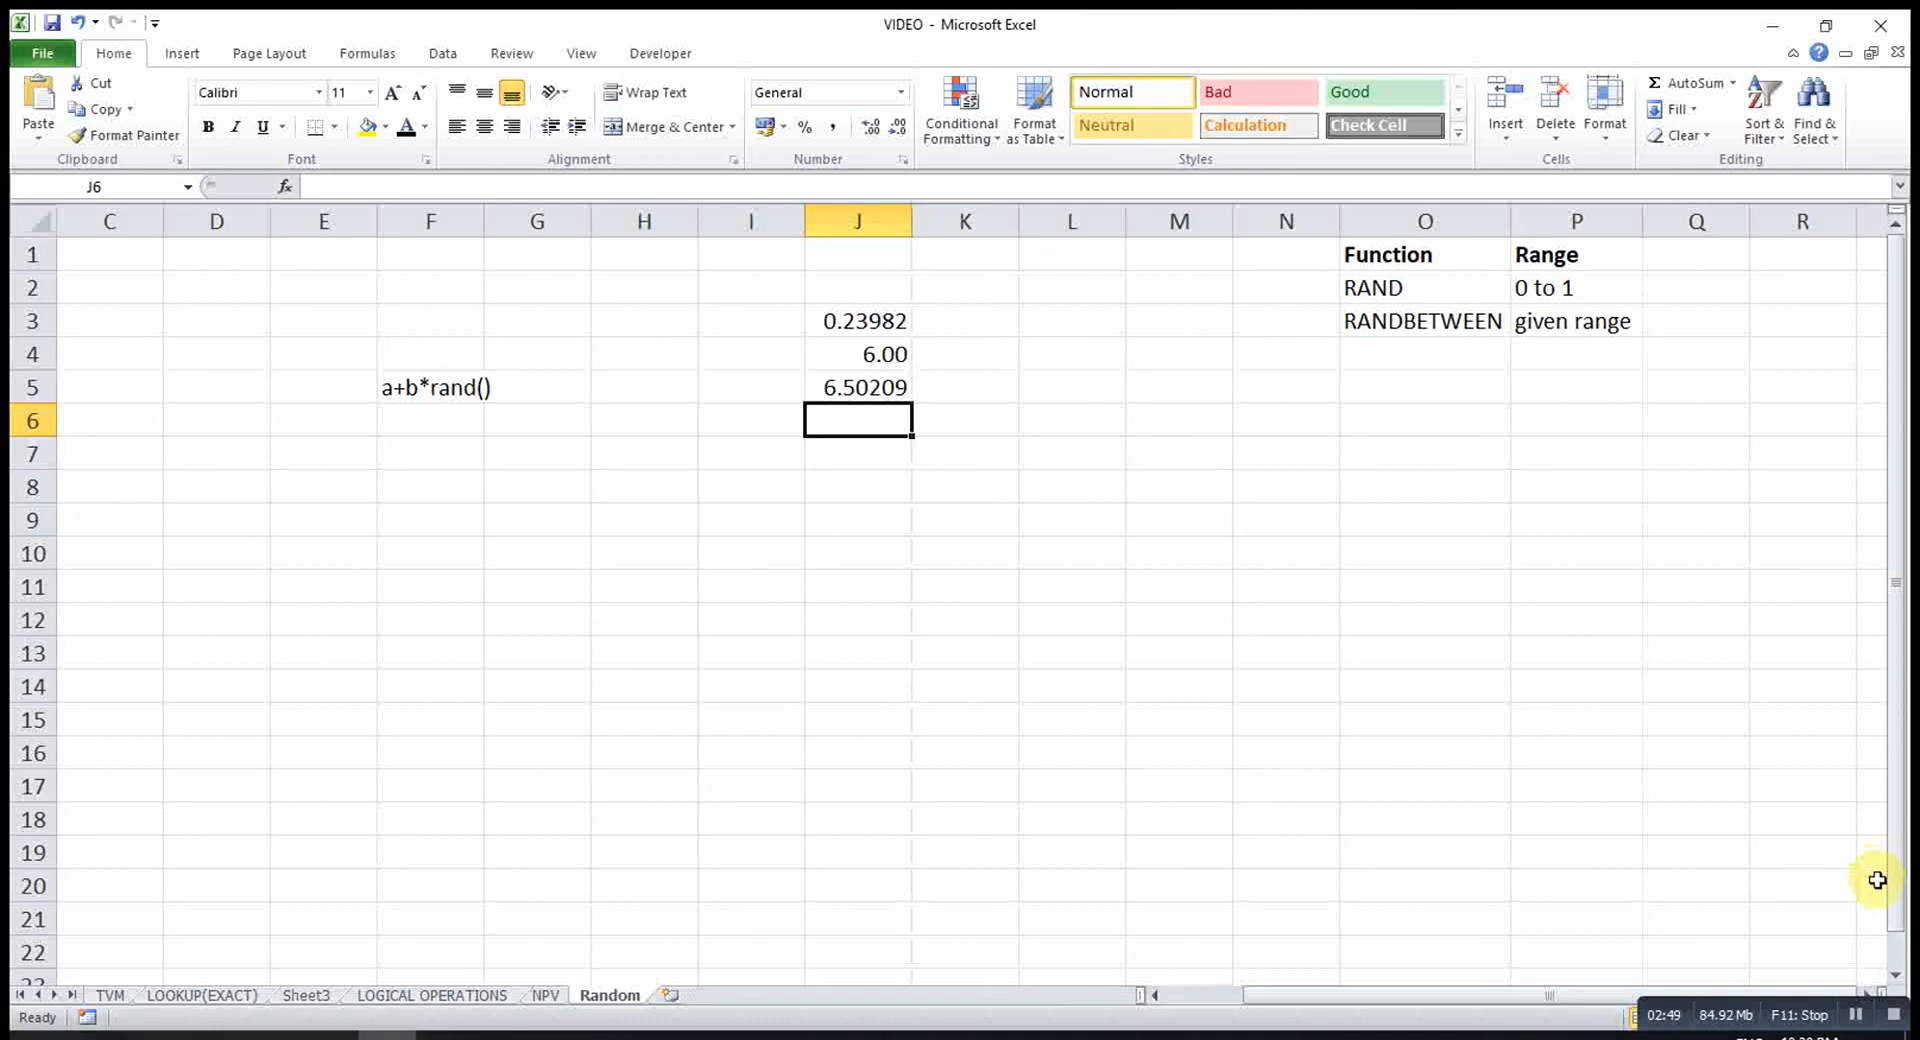 VIDEO - Microsoft Excel
File Home Insert Page Layout Formulas Data Review View Developer
Cut
Copy
Format Painter
Paste
Clipboard
Calibri 11
B I U
Font
Wrap Text
Merge & Center
Alignment
General
% ,
Number
Conditional Formatting
Format as Table
Normal Bad Good
Neutral Calculation Check Cell
Styles
Insert Delete Format
Cells
Σ AutoSum
Fill
Clear
Sort & Filter
Find & Select
Editing
J6 fx
C D E F G H I J K L M N O P Q R
1 Function Range
2 RAND 0 to 1
3 0.23982 RANDBETWEEN given range
4 6.00
5 a+b*rand() 6.50209
6
7
8
9
10
11
12
13
14
15
16
17
18
19
20
21
22
23
TVM LOOKUP(EXACT) Sheet3 LOGICAL OPERATIONS NPV Random
Ready
02:49 84.92 Mb F11: Stop